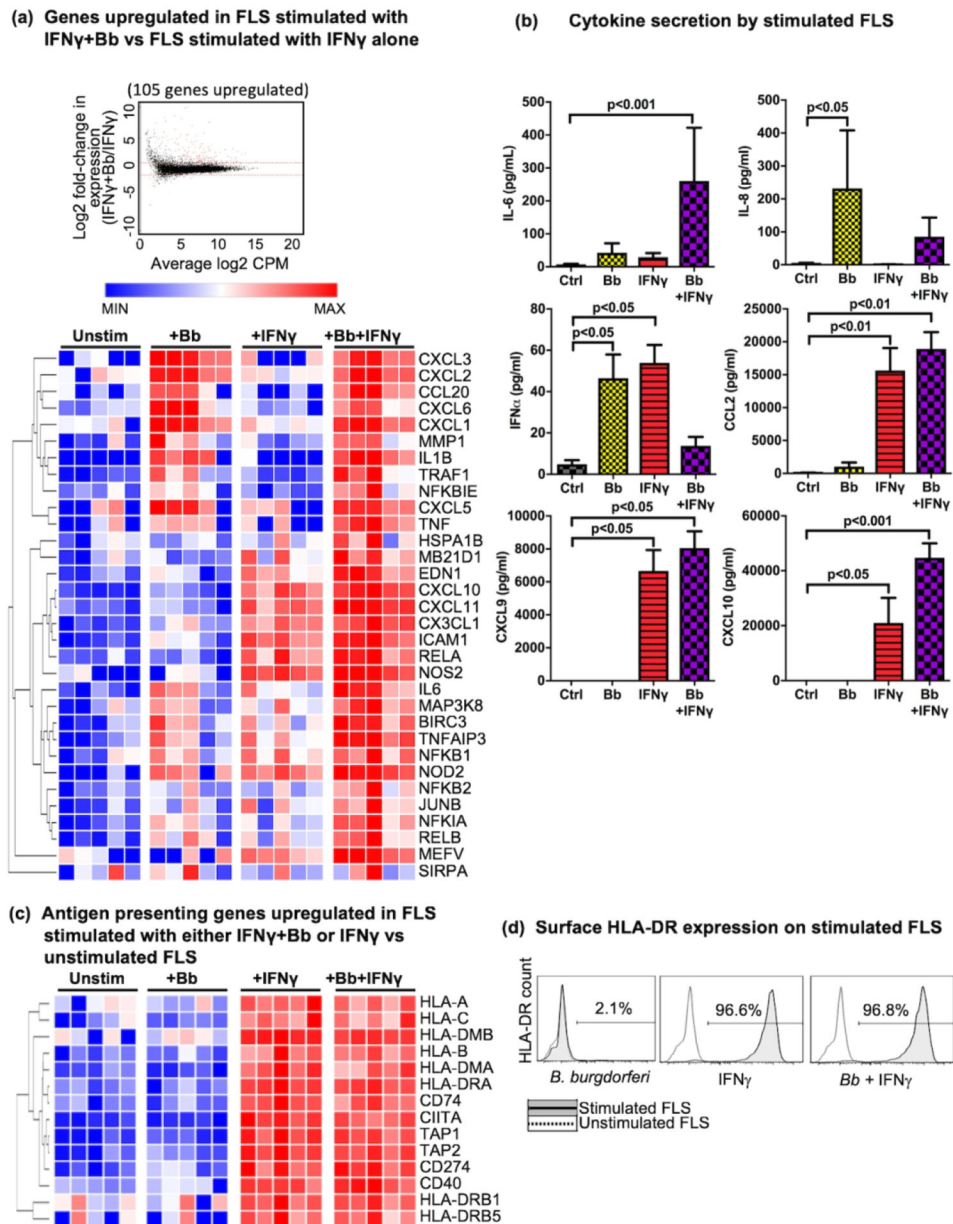 (a) Genes upregulated in FLS stimulated with
IFNγ+Bb vs FLS stimulated with IFNγ alone
(105 genes upregulated)
Log2 fold-change in
expression
(IFNγ+Bb/IFNγ)
10
5
0
-5
-10
0
5
10
15
20
Average log2 CPM
MIN
MAX
Unstim
+Bb
+IFNγ
+Bb+IFNγ
CXCL3
CXCL2
CCL20
CXCL6
CXCL1
MMP1
IL1B
TRAF1
NFKBIE
CXCL5
TNF
HSPA1B
MB21D1
EDN1
CXCL10
CXCL11
CX3CL1
ICAM1
RELA
NOS2
IL6
MAP3K8
BIRC3
TNFAIP3
NFKB1
NOD2
NFKB2
JUNB
NFKIA
RELB
MEFV
SIRPA
(b) Cytokine secretion by stimulated FLS
IL-6 (pg/mL)
600
500
400
300
200
100
0
p<0.001
Ctrl
Bb
IFNγ
Bb
+IFNγ
IL-8 (pg/ml)
500
400
300
200
100
0
p<0.05
Ctrl
Bb
IFNγ
Bb
+IFNγ
IFNα (pg/ml)
60
40
20
0
p<0.05
p<0.05
Ctrl
Bb
IFNγ
Bb
+IFNγ
CCL2 (pg/ml)
25000
20000
15000
10000
5000
0
p<0.01
p<0.01
Ctrl
Bb
IFNγ
Bb
+IFNγ
CXCL9 (pg/ml)
10000
8000
6000
4000
2000
0
p<0.05
p<0.05
Ctrl
Bb
IFNγ
Bb
+IFNγ
CXCL10 (pg/ml)
60000
40000
20000
0
p<0.001
p<0.05
Ctrl
Bb
IFNγ
Bb
+IFNγ
(c) Antigen presenting genes upregulated in FLS
stimulated with either IFNγ+Bb or IFNγ vs
unstimulated FLS
Unstim
+Bb
+IFNγ
+Bb+IFNγ
HLA-A
HLA-C
HLA-DMB
HLA-B
HLA-DMA
HLA-DRA
CD74
CIITA
TAP1
TAP2
CD274
CD40
HLA-DRB1
HLA-DRB5
(d) Surface HLA-DR expression on stimulated FLS
HLA-DR count
2.1%
96.6%
96.8%
B. burgdorferi
IFNγ
Bb + IFNγ
Stimulated FLS
Unstimulated FLS